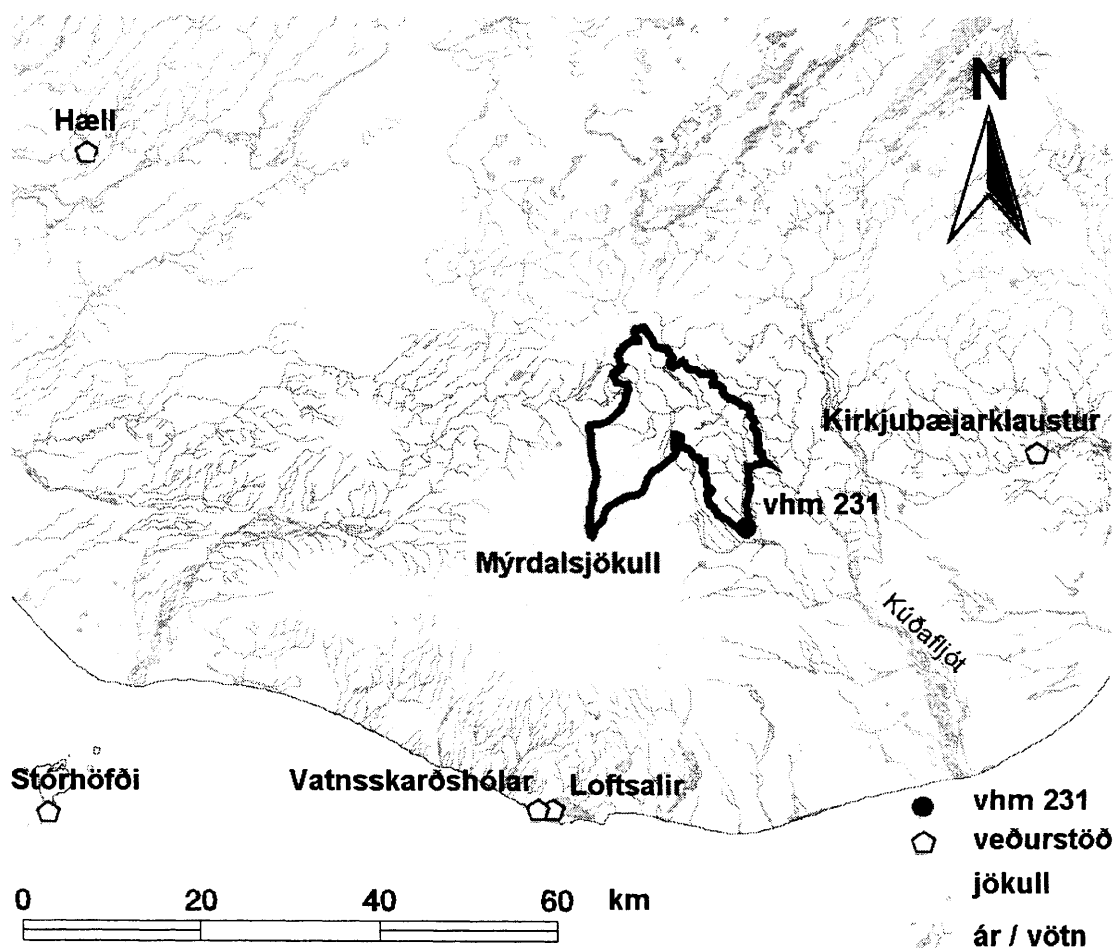 N
Hæll
Kirkjubæjarklaustur
vhm 231
Mýrdalsjökull
Kúðafljót
Stórhöfði
Vatnsskarðshólar
Loftsalir
vhm 231
veðurstöð
jökull
ár / vötn
0 20 40 60 km